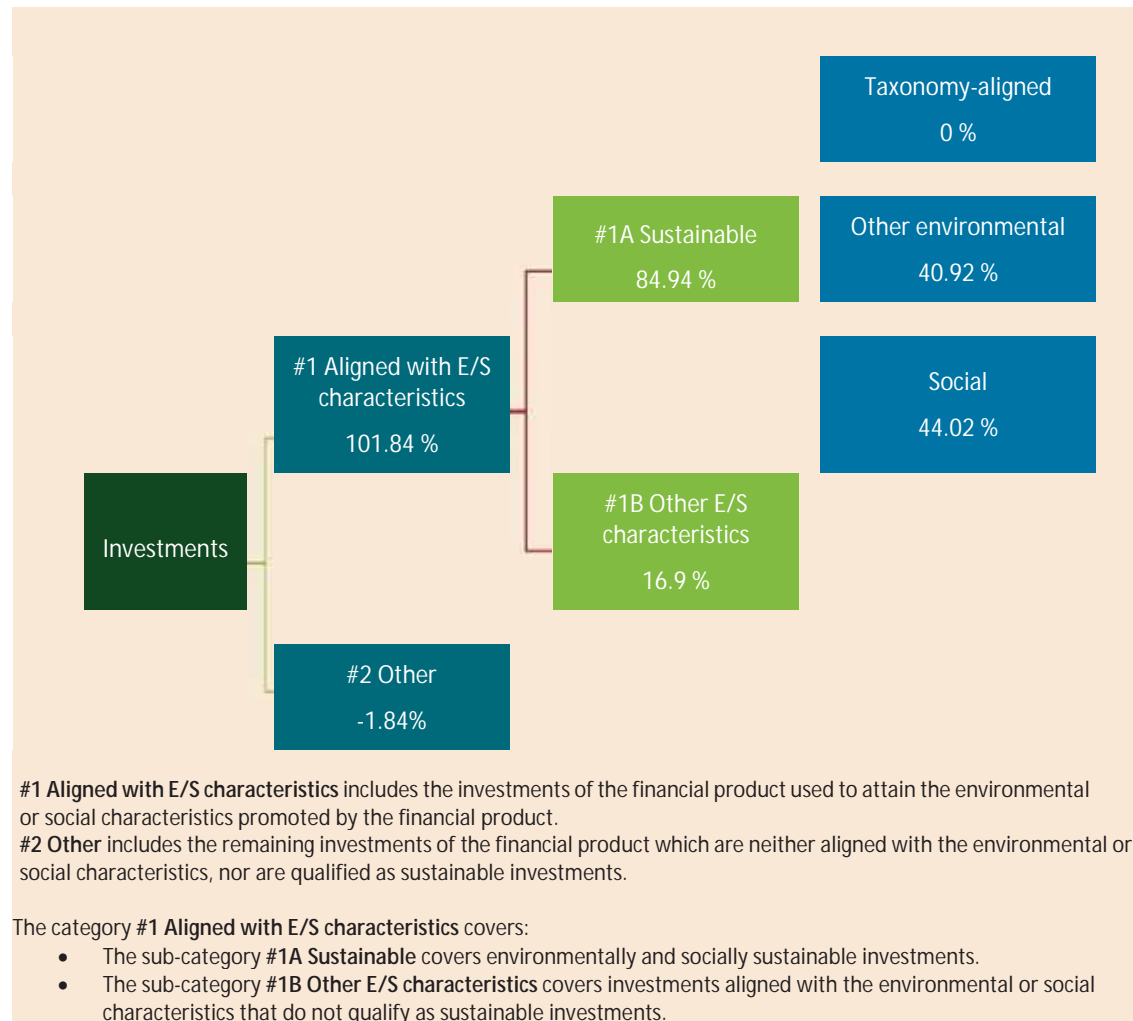 Taxonomy-aligned
0 %
#1A Sustainable
84.94 %
Other environmental
40.92 %
#1 Aligned with E/S
characteristics
101.84 %
Social
44.02 %
Investments
#1B Other E/S
characteristics
16.9 %
#2 Other
-1.84%
#1 Aligned with E/S characteristics includes the investments of the financial product used to attain the environmental
or social characteristics promoted by the financial product.
#2 Other includes the remaining investments of the financial product which are neither aligned with the environmental or
social characteristics, nor are qualified as sustainable investments.
The category #1 Aligned with E/S characteristics covers:
• The sub-category #1A Sustainable covers environmentally and socially sustainable investments.
• The sub-category #1B Other E/S characteristics covers investments aligned with the environmental or social
characteristics that do not qualify as sustainable investments.